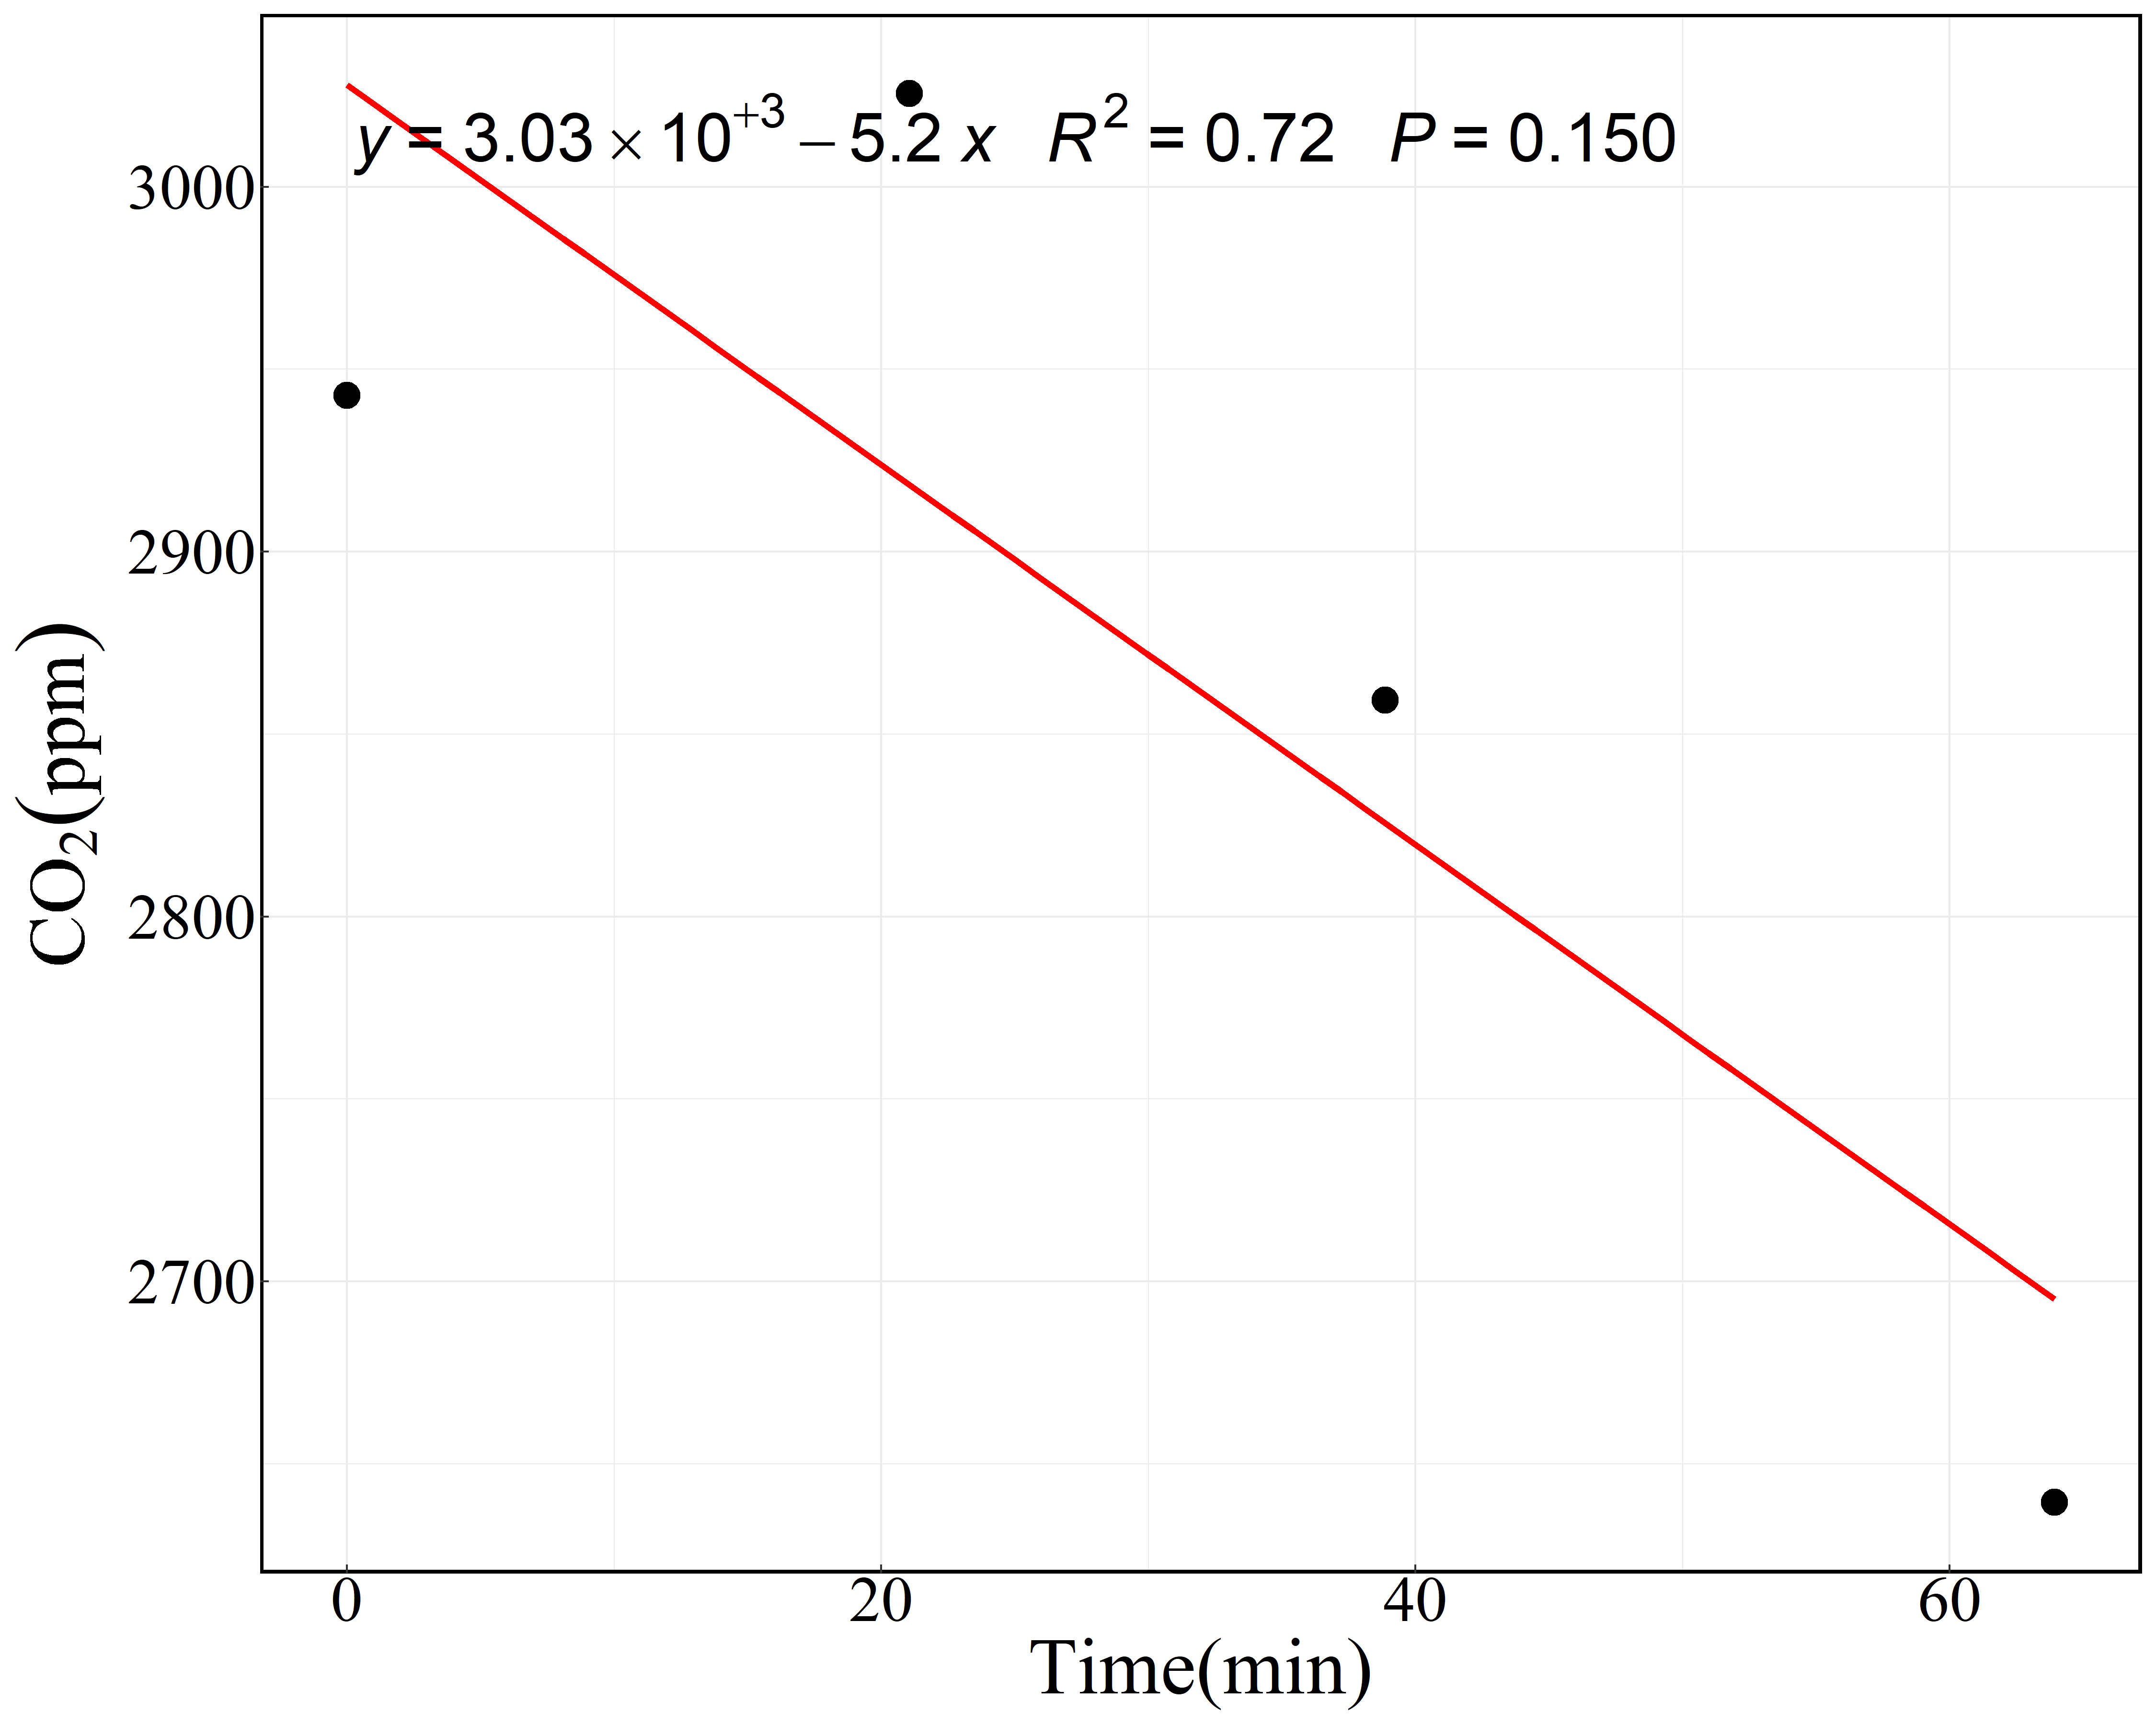 y = 3.03 × 10⁺³ − 5.2 x R² = 0.72 P = 0.150
3000
2900
2800
2700
CO₂(ppm)
0 20 40 60
Time(min)